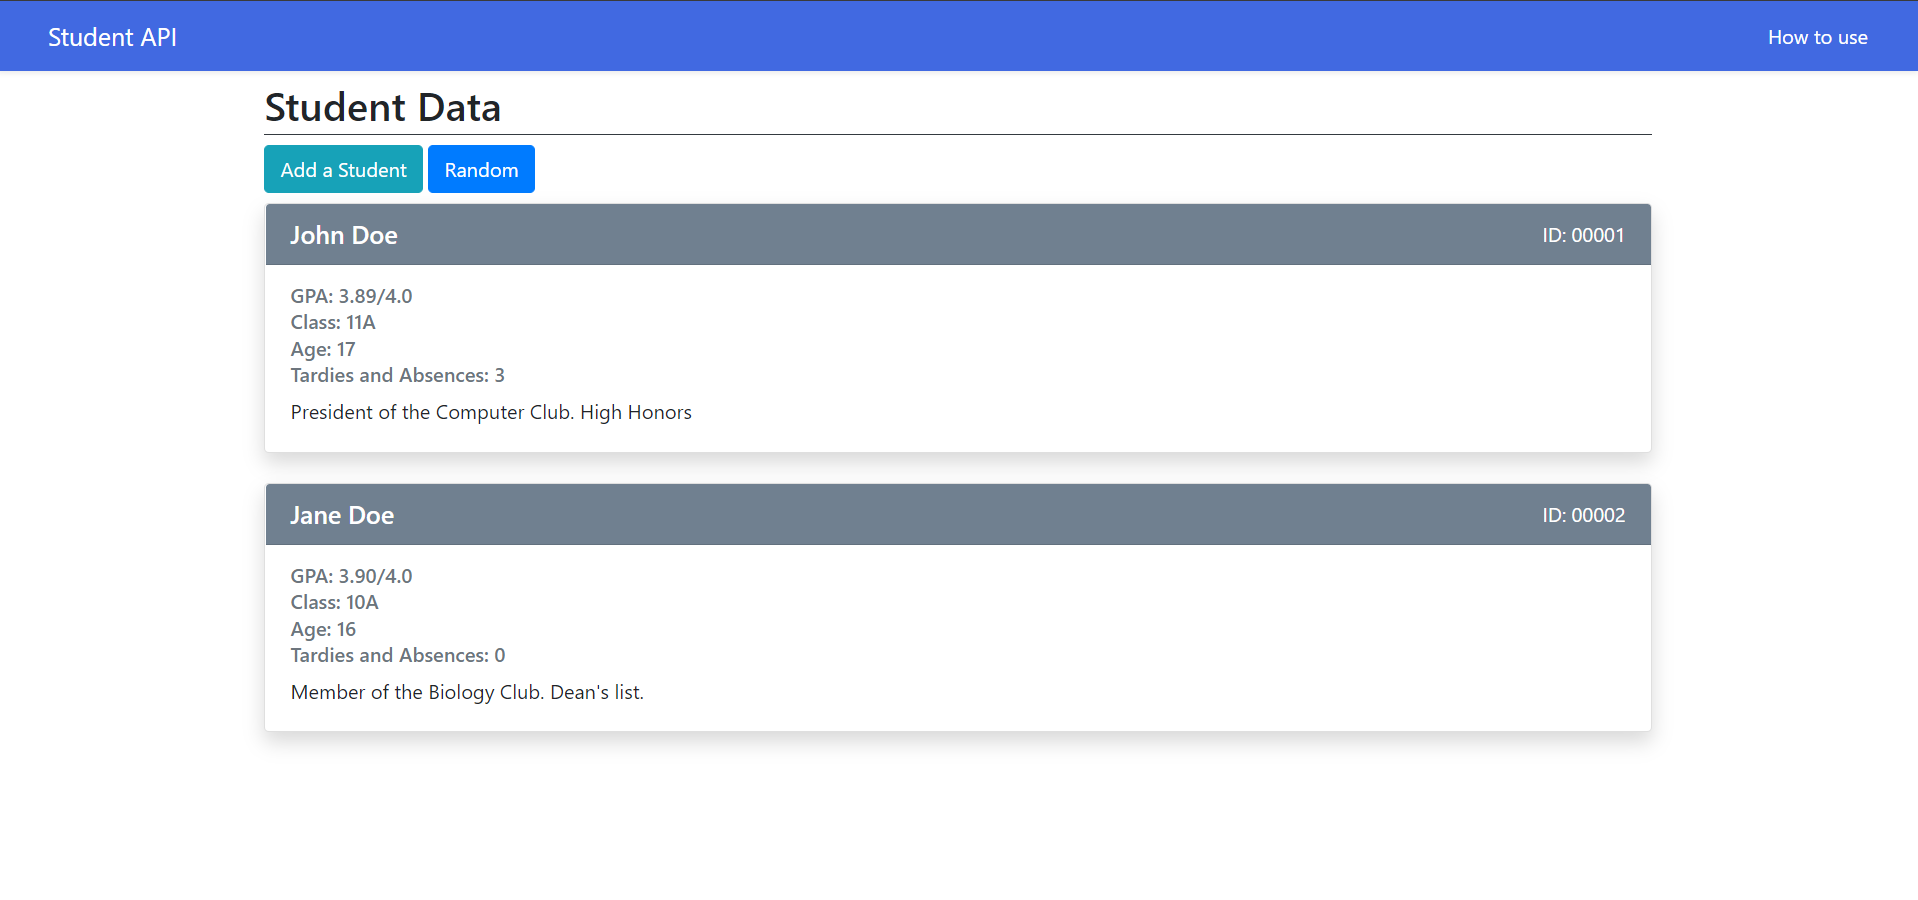 Student API
How to use
Student Data
Add a Student
Random
John Doe
ID: 00001
GPA: 3.89/4.0
Class: 11A
Age: 17
Tardies and Absences: 3
President of the Computer Club. High Honors
Jane Doe
ID: 00002
GPA: 3.90/4.0
Class: 10A
Age: 16
Tardies and Absences: 0
Member of the Biology Club. Dean's list.